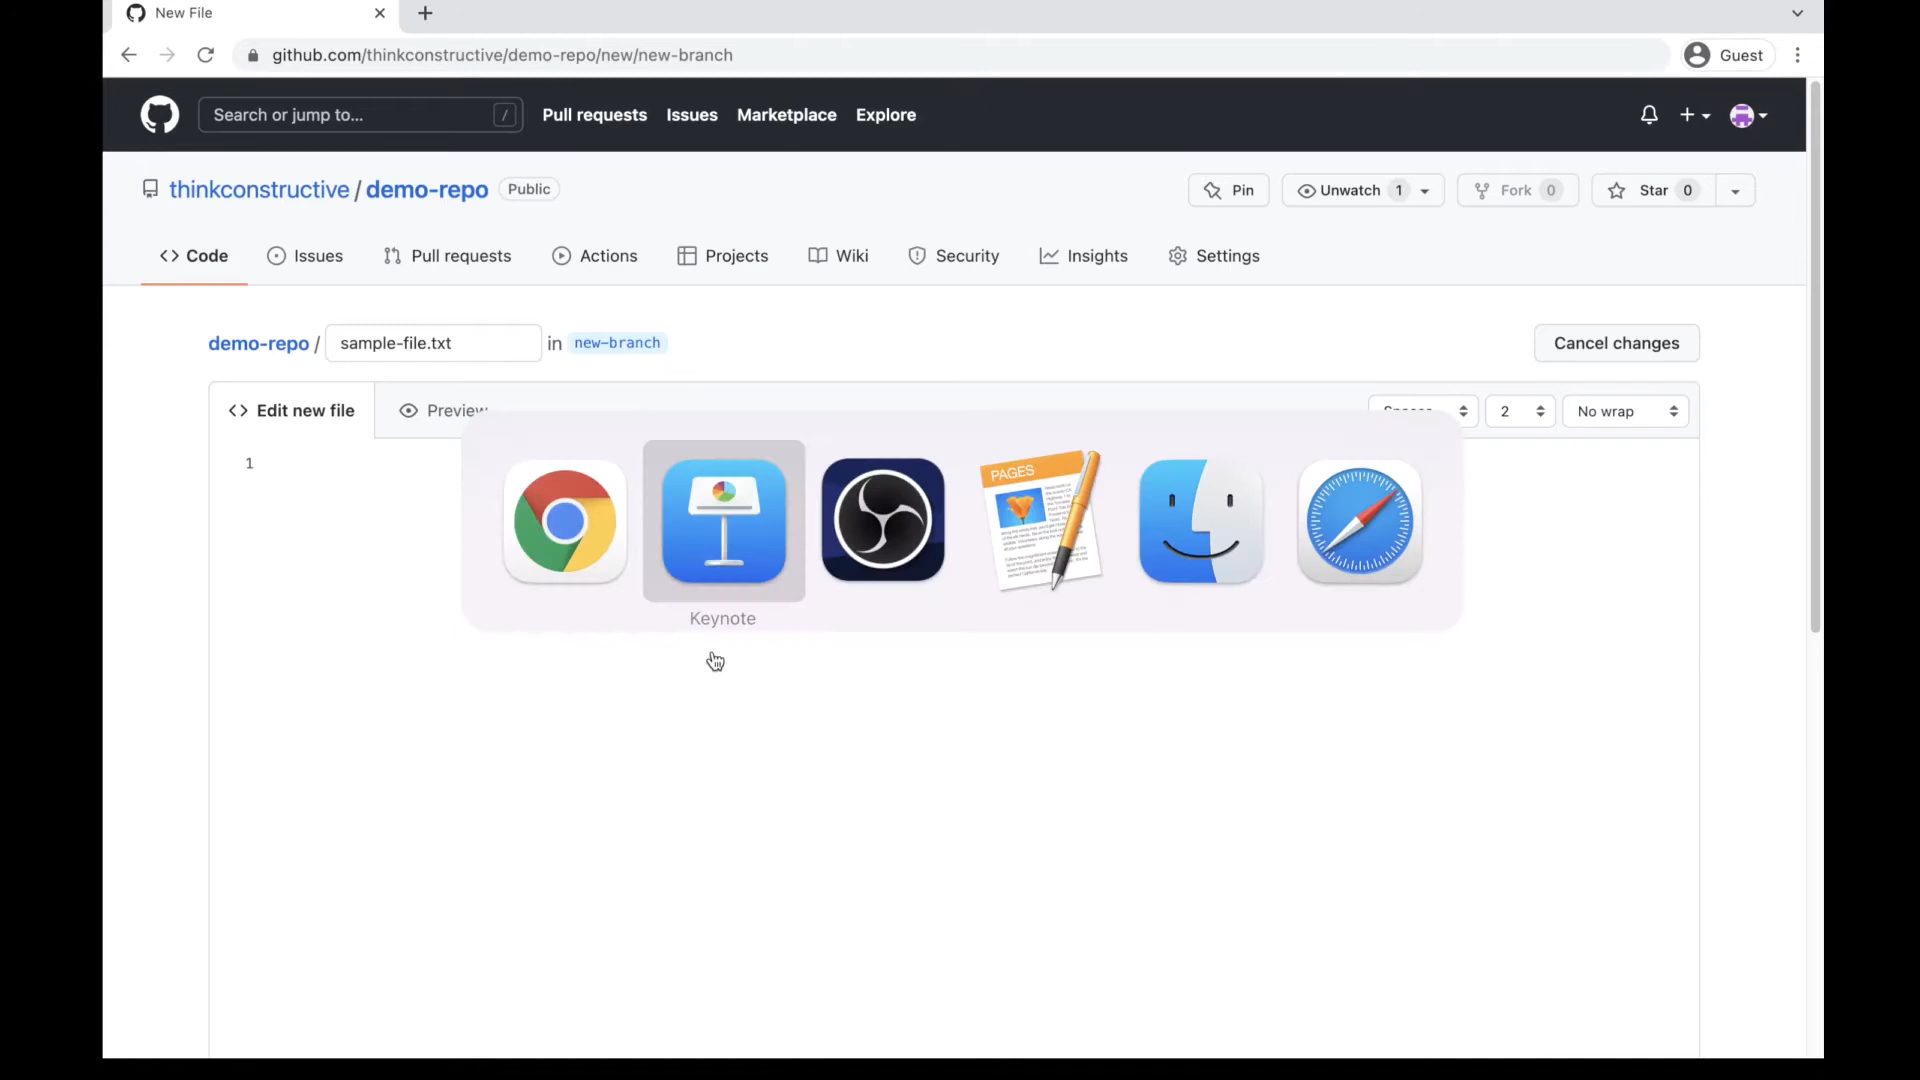 New File
github.com/thinkconstructive/demo-repo/new/new-branch
Guest
Search or jump to... /
Pull requests Issues Marketplace Explore
thinkconstructive / demo-repo Public
Pin Unwatch 1 Fork 0 Star 0
Code Issues Pull requests Actions Projects Wiki Security Insights Settings
demo-repo / sample-file.txt in new-branch
Cancel changes
Edit new file Preview 2 No wrap
1
PAGES
Keynote